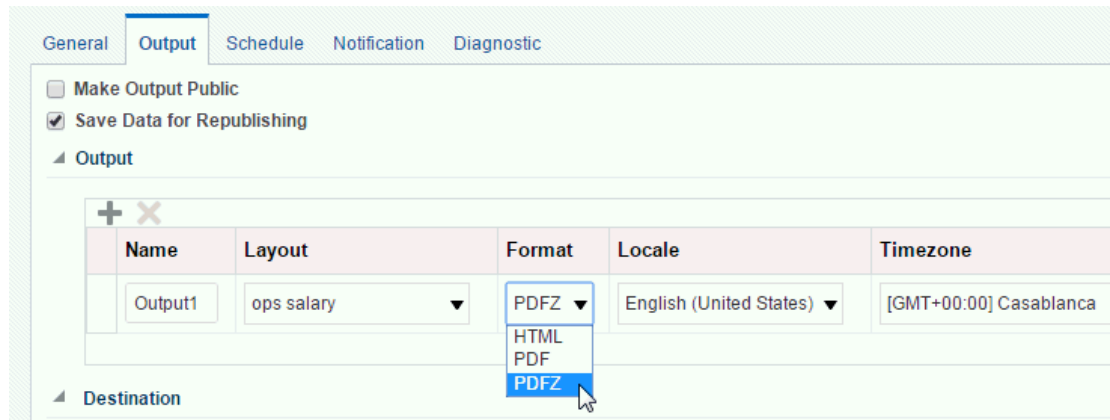 General Output Schedule Notification Diagnostic
Make Output Public
Save Data for Republishing
Output
Name Layout Format Locale Timezone
Output1 ops salary PDFZ English (United States) [GMT+00:00] Casablanca
HTML
PDF
PDFZ
Destination